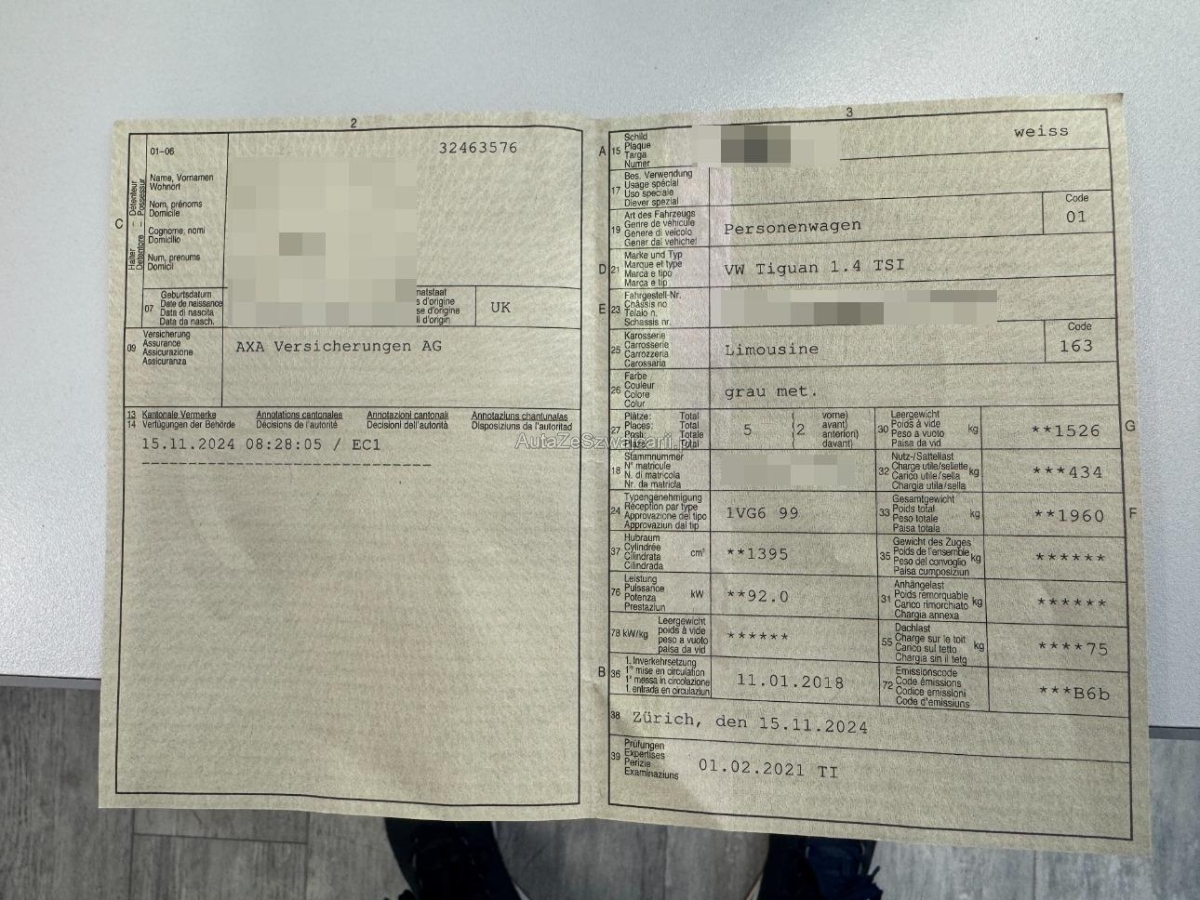 2
01-06
32463576
Name, Vornamen
Wohnort
Nom, prénoms
Domicile
Cognome, nomi
Domicilio
Num, prenums
Domicil
C
Halter – Détenteur
Detentore – Possessur
07
Geburtsdatum
Date de naissance
Data di nascita
Data da nasch.
UK
09
Versicherung
Assurance
Assicurazione
Assicuranza
AXA Versicherungen AG
13 Kantonale Vermerke Annotations cantonales Annotazioni cantonali Annotaziuns chantunalas
14 Verfügungen der Behörde Décisions de l'autorité Decisioni dell'autorità Disposiziuns da l'autoritad
15.11.2024 08:28:05 / EC1
3
A 15
Schild
Plaque
Targa
Numer
weiss
17
Bes. Verwendung
Usage spécial
Uso speciale
Diever spezial
19
Art des Fahrzeugs
Genre de véhicule
Genere di veicolo
Gener dal vehichel
Personenwagen
Code
01
D 21
Marke und Typ
Marque et type
Marca e tipo
Marca e tip
VW Tiguan 1.4 TSI
E 23
Fahrgestell-Nr.
Châssis no
Telaio n.
Schassis nr.
25
Karosserie
Carrosserie
Carrozzeria
Carossaria
Limousine
Code
163
26
Farbe
Couleur
Colore
Colur
grau met.
27
Plätze: Total
Places: Total
Posti: Totale
5 (2
vorne)
avant)
anteriori)
davant)
30
Leergewicht
Poids à vide
Peso a vuoto
Paisa da vid
kg
**1526
G
AutaZeSzwajcarii.pl
18
Stammnummer
N° matricule
N. di matricola
Nr. da matricla
32
Nutz-/Sattellast
Charge utile/sellette
Carico utile/sella
Chargia utila/sella
kg
***434
24
Typengenehmigung
Réception par type
Approvazione del tipo
Approvaziun dal tip
1VG6 99
33
Gesamtgewicht
Poids total
Peso totale
Paisa totala
kg
**1960
F
37
Hubraum
Cylindrée
Cilindrata
Cilindrada
cm³
**1395
35
Gewicht des Zuges
Poids de l'ensemble
Peso del convoglio
Paisa cumposiziun
kg
******
76
Leistung
Puissance
Potenza
Prestaziun
kW
**92.0
31
Anhängelast
Poids remorquable
Carico rimorchiato
Chargia annexa
kg
******
78 kW/kg
Leergewicht
poids à vide
peso a vuoto
paisa da vid
******
55
Dachlast
Charge sur le toit
Carico sul tetto
Chargia sin il tetg
kg
****75
B 36
1. Inverkehrsetzung
1re mise en circulation
1a messa in circolazione
1. entrada en circulaziun
11.01.2018
72
Emissionscode
Code émissions
Codice emissioni
Code d'emissiuns
***B6b
38
Zürich, den 15.11.2024
39
Prüfungen
Expertises
Perizie
Examinaziuns
01.02.2021 TI